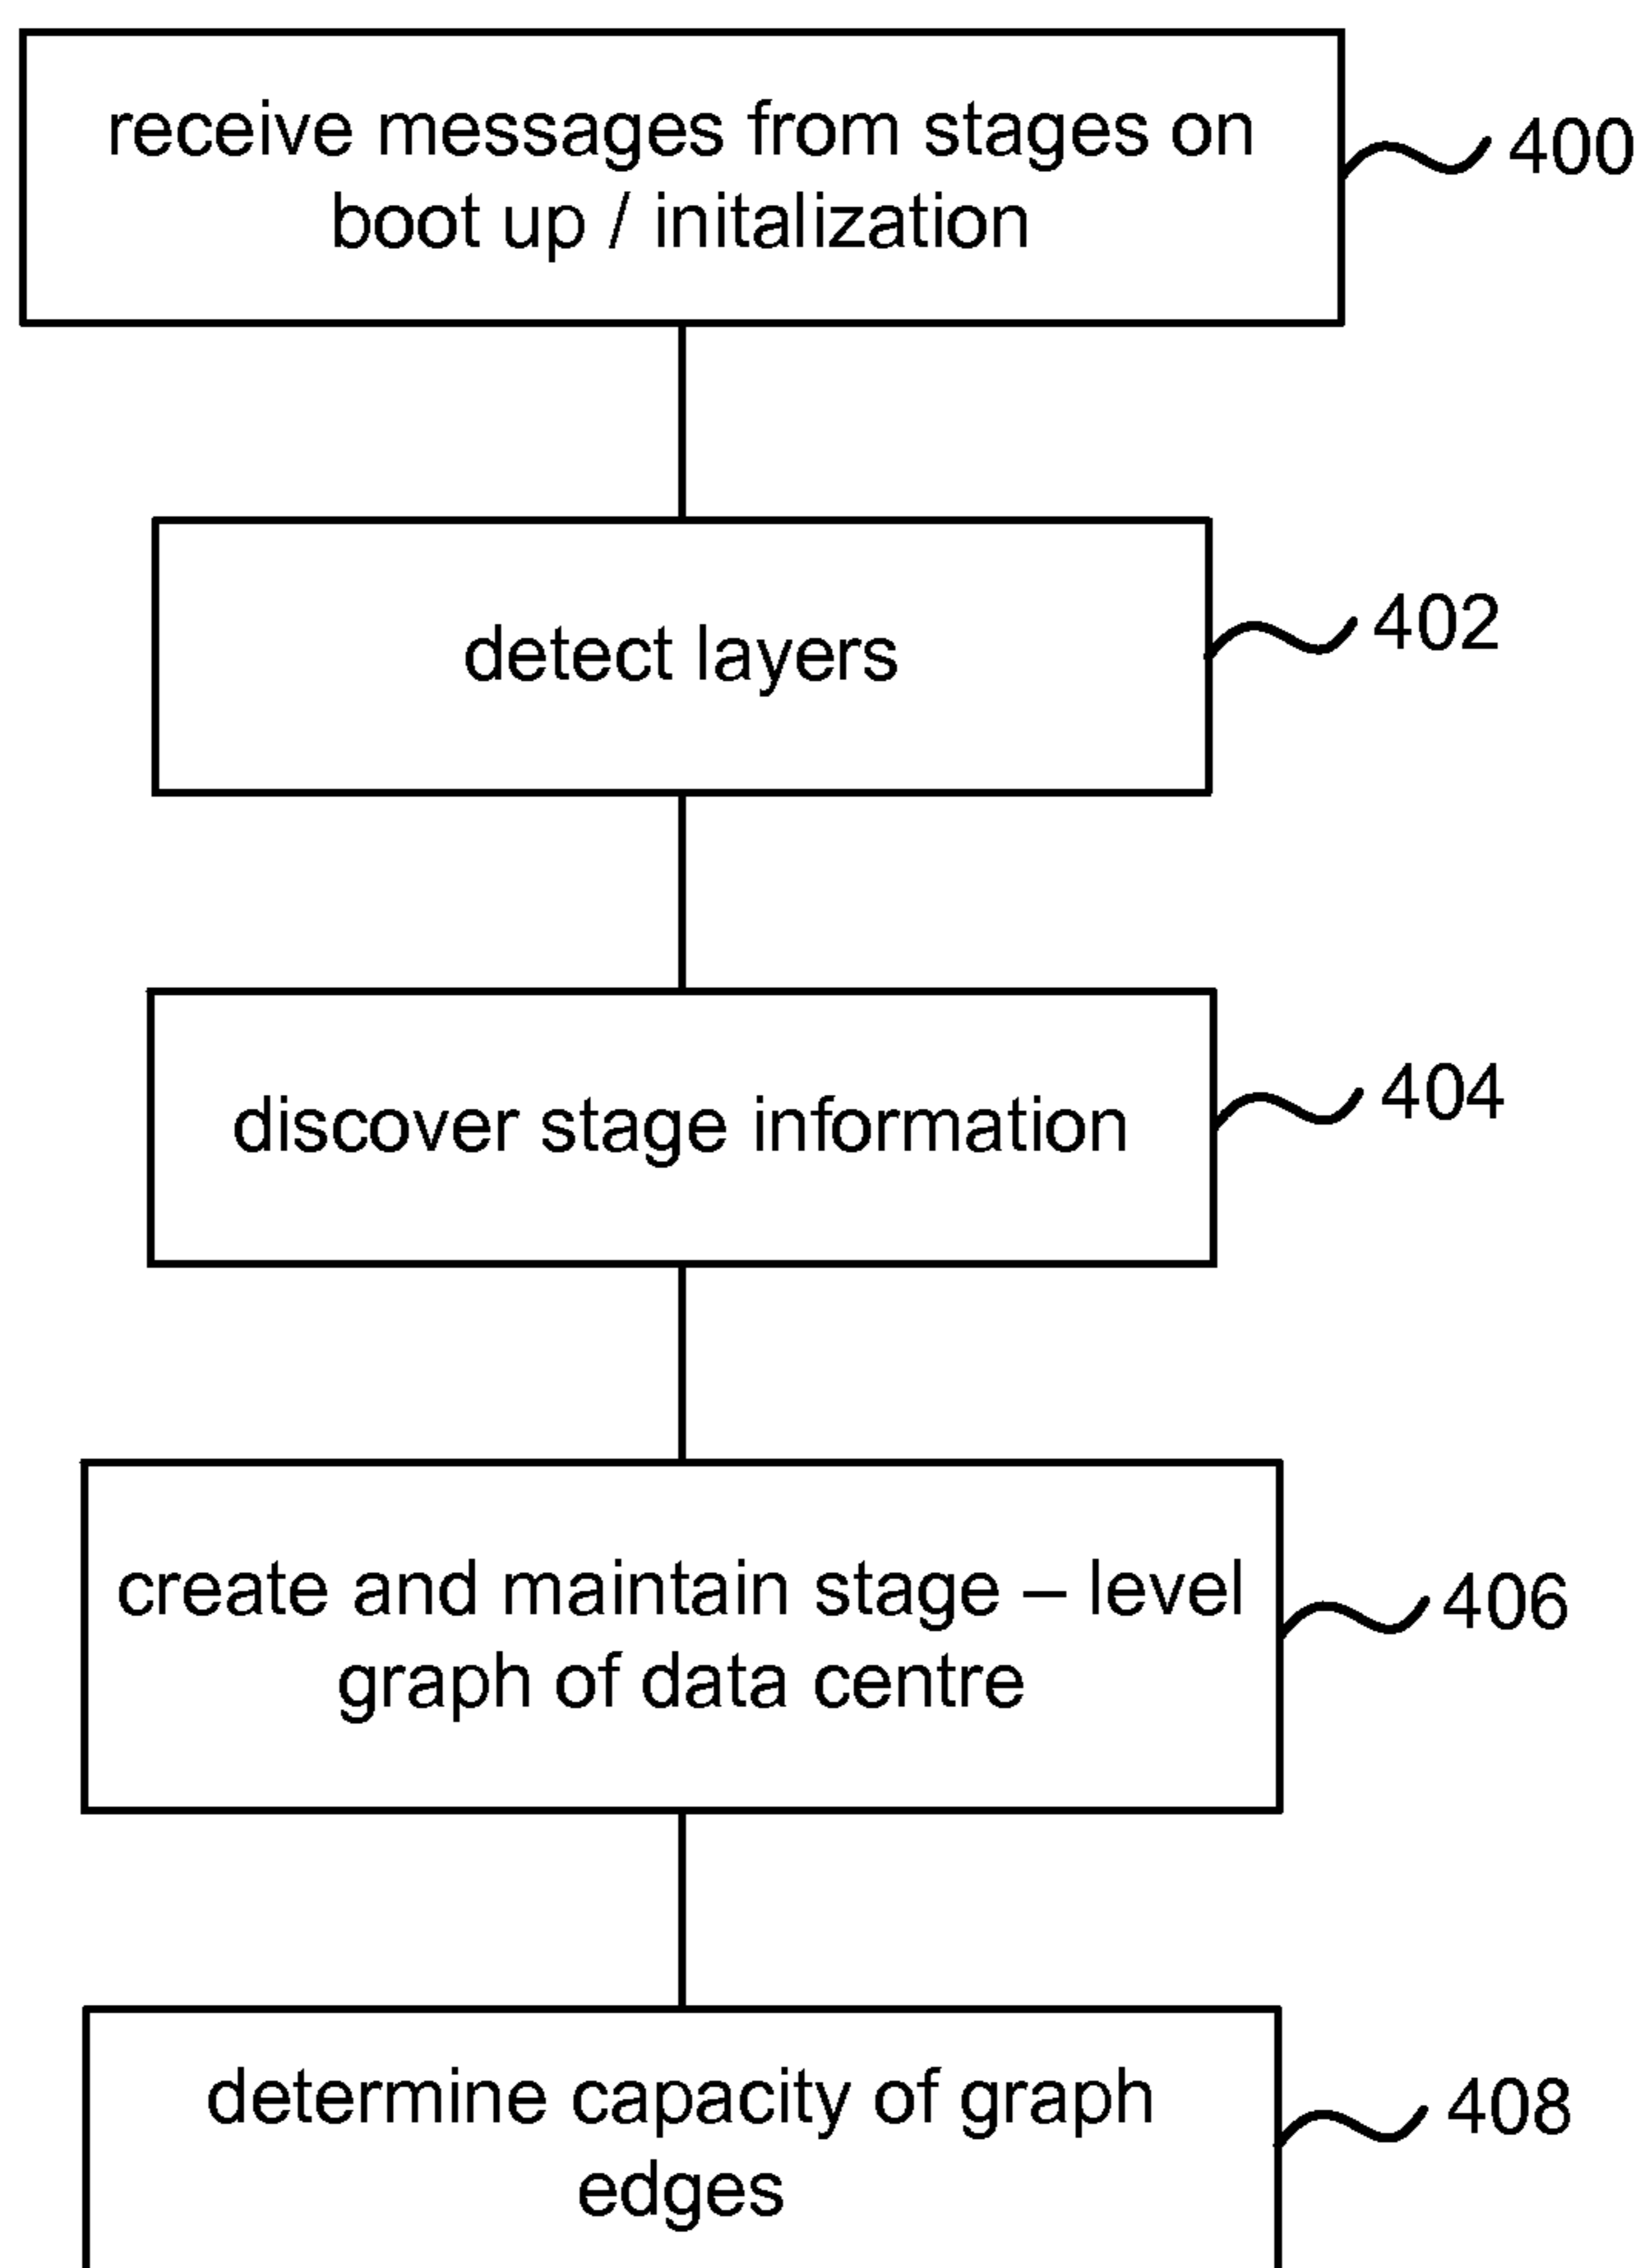 receive messages from stages on
boot up / initalization
400
detect layers
402
discover stage information
404
create and maintain stage – level
graph of data centre
406
determine capacity of graph
edges
408